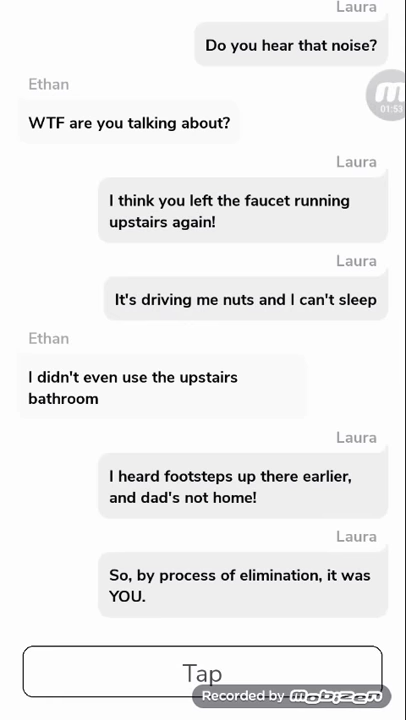 Laura
Do you hear that noise?
Ethan
01:53
WTF are you talking about?
Laura
I think you left the faucet running
upstairs again!
Laura
It's driving me nuts and I can't sleep
Ethan
I didn't even use the upstairs
bathroom
Laura
I heard footsteps up there earlier,
and dad's not home!
Laura
So, by process of elimination, it was
YOU.
Tap
Recorded by mobizen